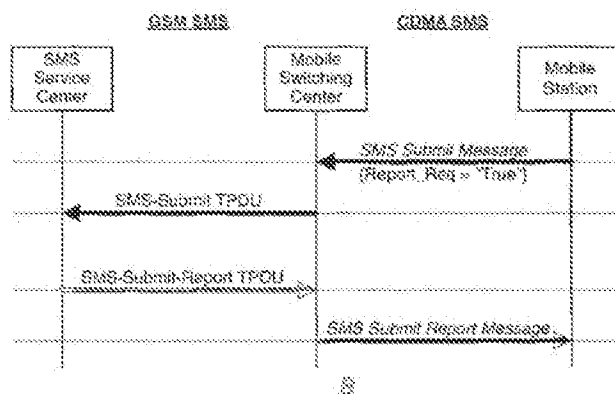 GSM SMS
CDMA SMS
SMS
Service
Center
Mobile
Switching
Center
Mobile
Station
SMS Submit Message
(Report_Req = "True")
SMS-Submit TPDU
SMS-Submit-Report TPDU
SMS Submit Report Message